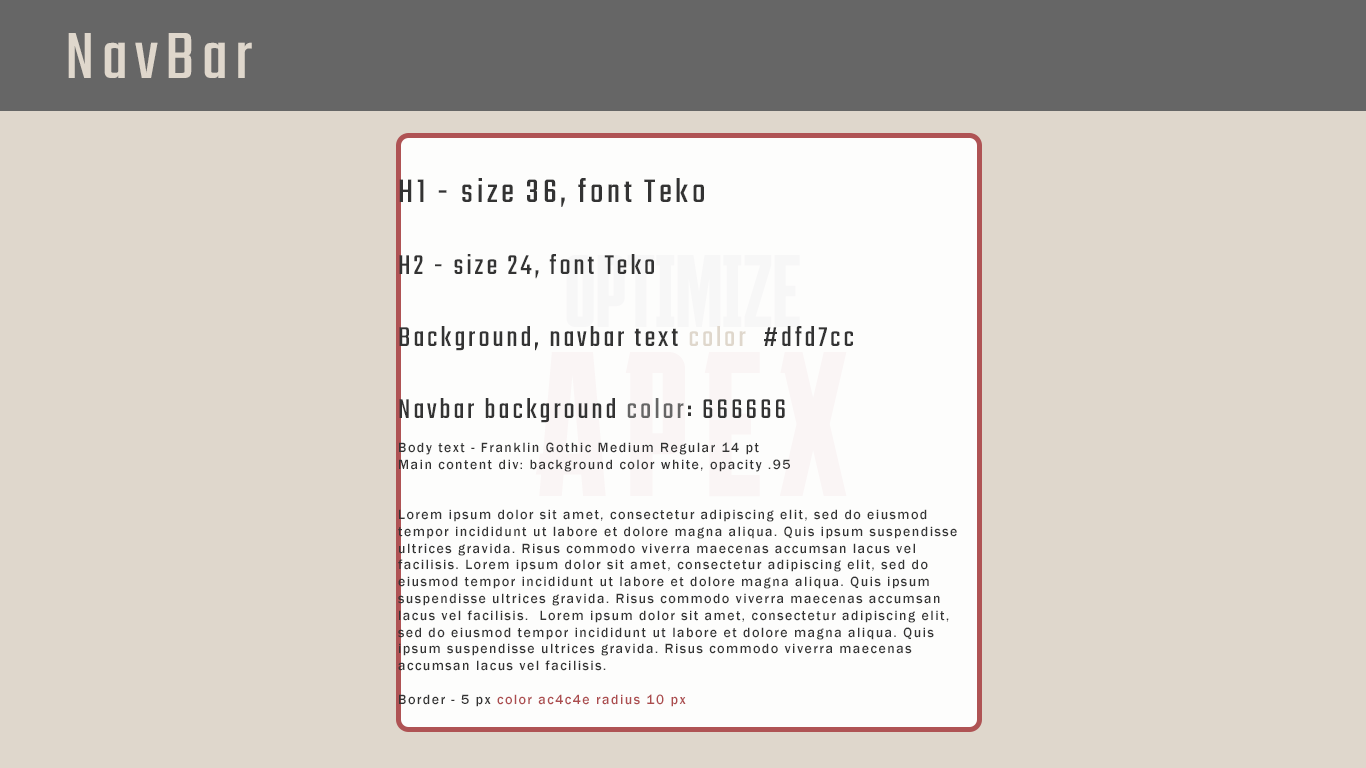 NavBar
H1 - size 36, font Teko
H2 - size 24, font Teko
OPTIMIZE
Background, navbar text color  #dfd7cc
APEX
Navbar background color: 666666
Body text - Franklin Gothic Medium Regular 14 pt
Main content div: background color white, opacity .95
Lorem ipsum dolor sit amet, consectetur adipiscing elit, sed do eiusmod
tempor incididunt ut labore et dolore magna aliqua. Quis ipsum suspendisse
ultrices gravida. Risus commodo viverra maecenas accumsan lacus vel
facilisis. Lorem ipsum dolor sit amet, consectetur adipiscing elit, sed do
eiusmod tempor incididunt ut labore et dolore magna aliqua. Quis ipsum
suspendisse ultrices gravida. Risus commodo viverra maecenas accumsan
lacus vel facilisis.  Lorem ipsum dolor sit amet, consectetur adipiscing elit,
sed do eiusmod tempor incididunt ut labore et dolore magna aliqua. Quis
ipsum suspendisse ultrices gravida. Risus commodo viverra maecenas
accumsan lacus vel facilisis.
Border - 5 px color ac4c4e radius 10 px